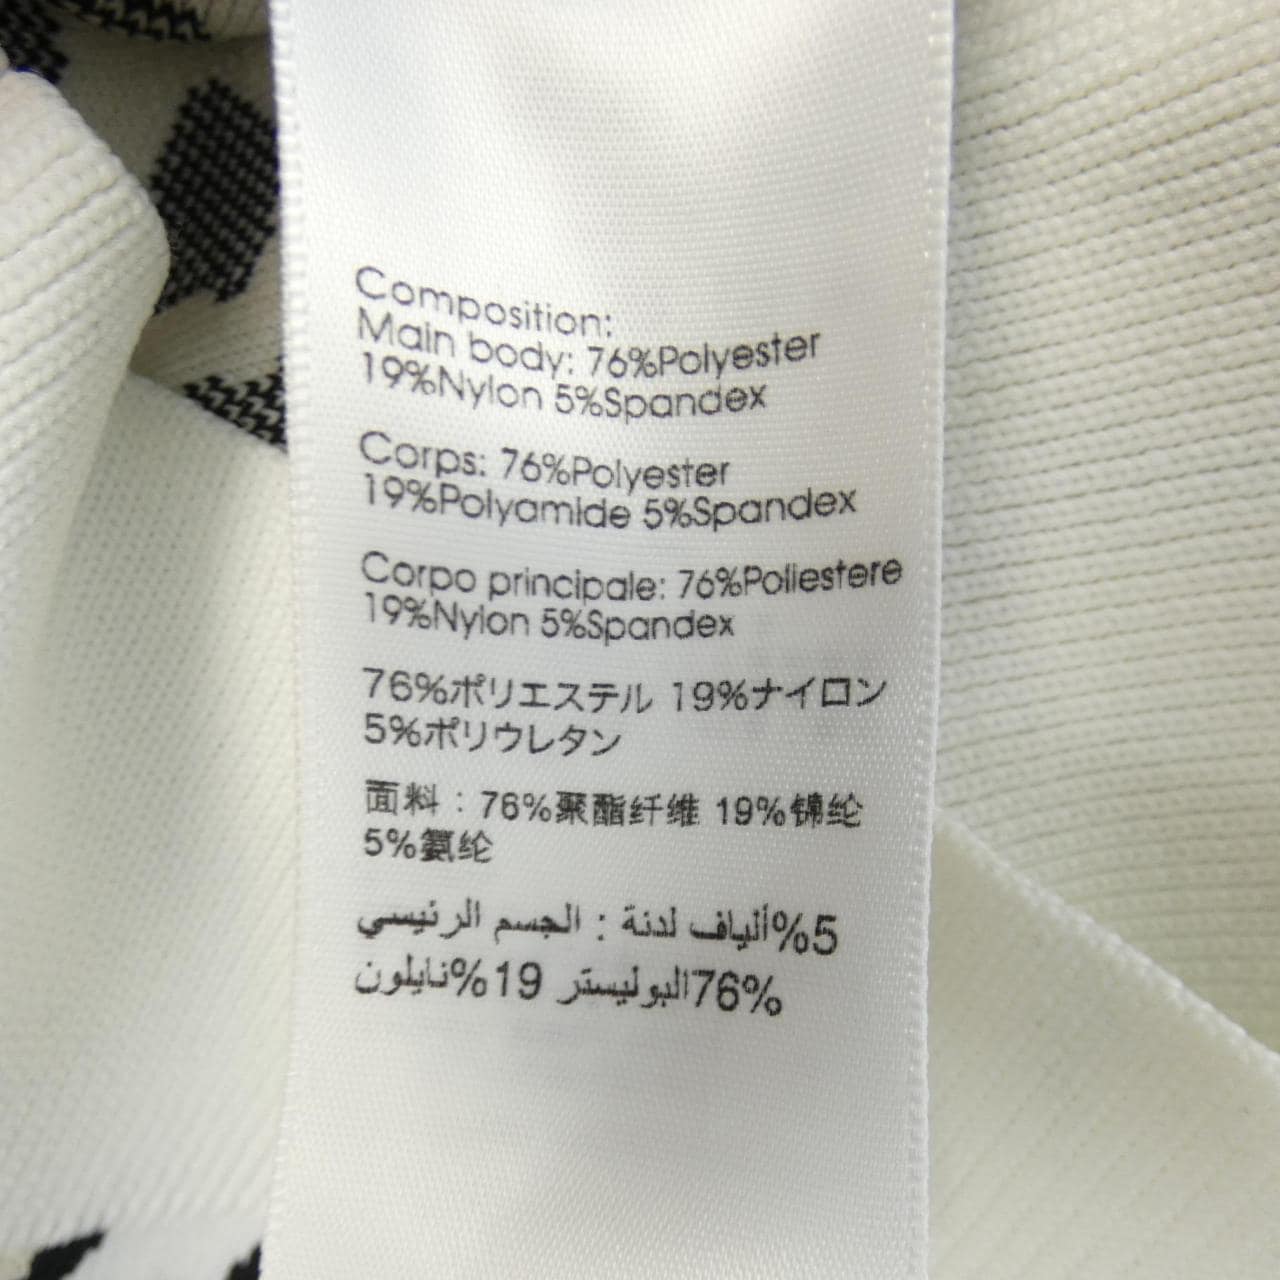 Composition:
Main body: 76%Polyester
19%Nylon 5%Spandex
Corps: 76%Polyester
19%Polyamide 5%Spandex
Corpo principale: 76%Poliestere
19%Nylon 5%Spandex
76%ポリエステル 19%ナイロン
5%ポリウレタン
面料：76%聚酯纤维 19%锦纶
5%氨纶
5%ألياف لدنة : الجسم الرئيسي
76%البوليستر 19%نايلون